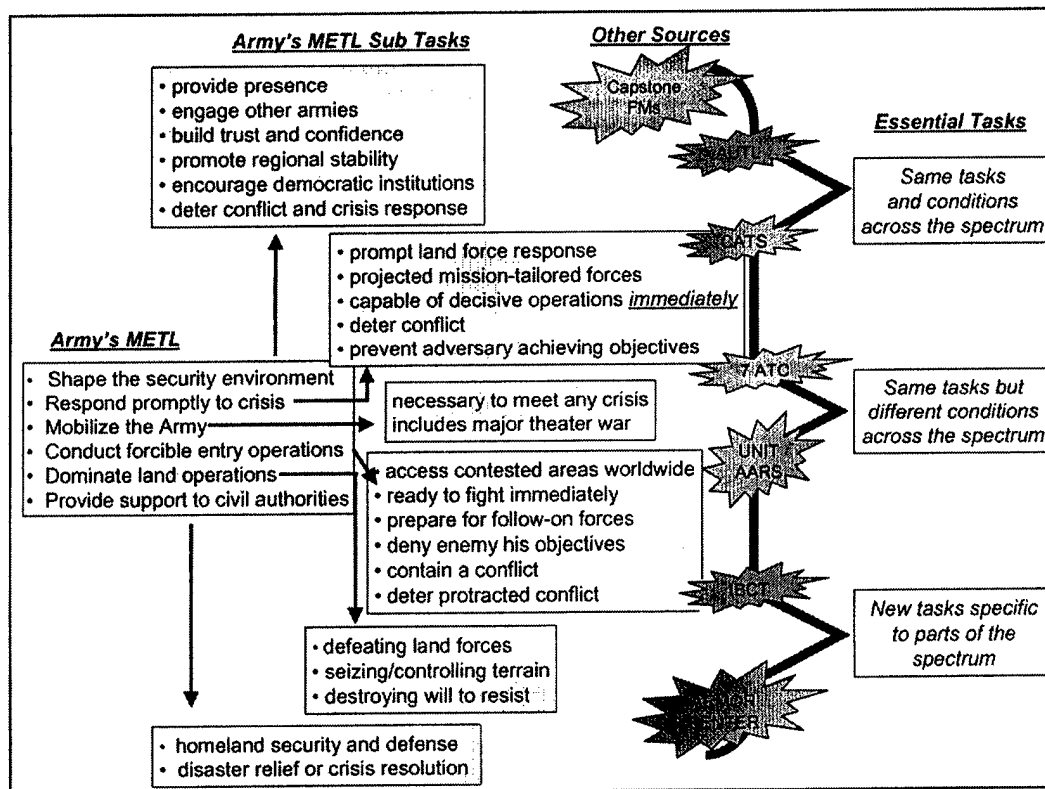 Army's METL Sub Tasks
• provide presence
• engage other armies
• build trust and confidence
• promote regional stability
• encourage democratic institutions
• deter conflict and crisis response
• prompt land force response
• projected mission-tailored forces
• capable of decisive operations immediately
• deter conflict
• prevent adversary achieving objectives
Army's METL
• Shape the security environment
• Respond promptly to crisis
• Mobilize the Army
• Conduct forcible entry operations
• Dominate land operations
• Provide support to civil authorities
necessary to meet any crisis
includes major theater war
access contested areas worldwide
• ready to fight immediately
• prepare for follow-on forces
• deny enemy his objectives
• contain a conflict
• deter protracted conflict
• defeating land forces
• seizing/controlling terrain
• destroying will to resist
• homeland security and defense
• disaster relief or crisis resolution
Other Sources
Capstone
FMs
CATS
7 ATC
UNIT
AARS
IBCT
Essential Tasks
Same tasks
and conditions
across the spectrum
Same tasks but
different conditions
across the spectrum
New tasks specific
to parts of the
spectrum